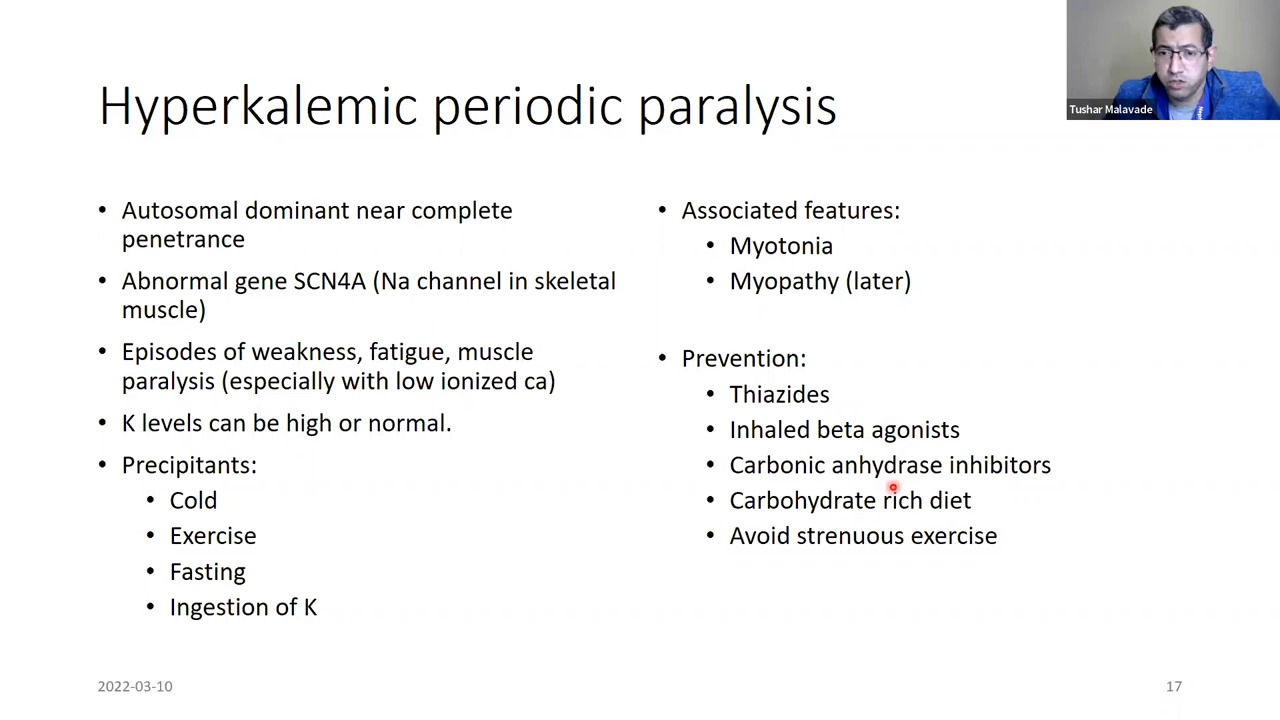 Tushar Malavade
Hyperkalemic periodic paralysis
• Autosomal dominant near complete
penetrance
• Abnormal gene SCN4A (Na channel in skeletal
muscle)
• Episodes of weakness, fatigue, muscle
paralysis (especially with low ionized ca)
• K levels can be high or normal.
• Precipitants:
• Cold
• Exercise
• Fasting
• Ingestion of K
• Associated features:
• Myotonia
• Myopathy (later)
• Prevention:
• Thiazides
• Inhaled beta agonists
• Carbonic anhydrase inhibitors
• Carbohydrate rich diet
• Avoid strenuous exercise
2022-03-10
17